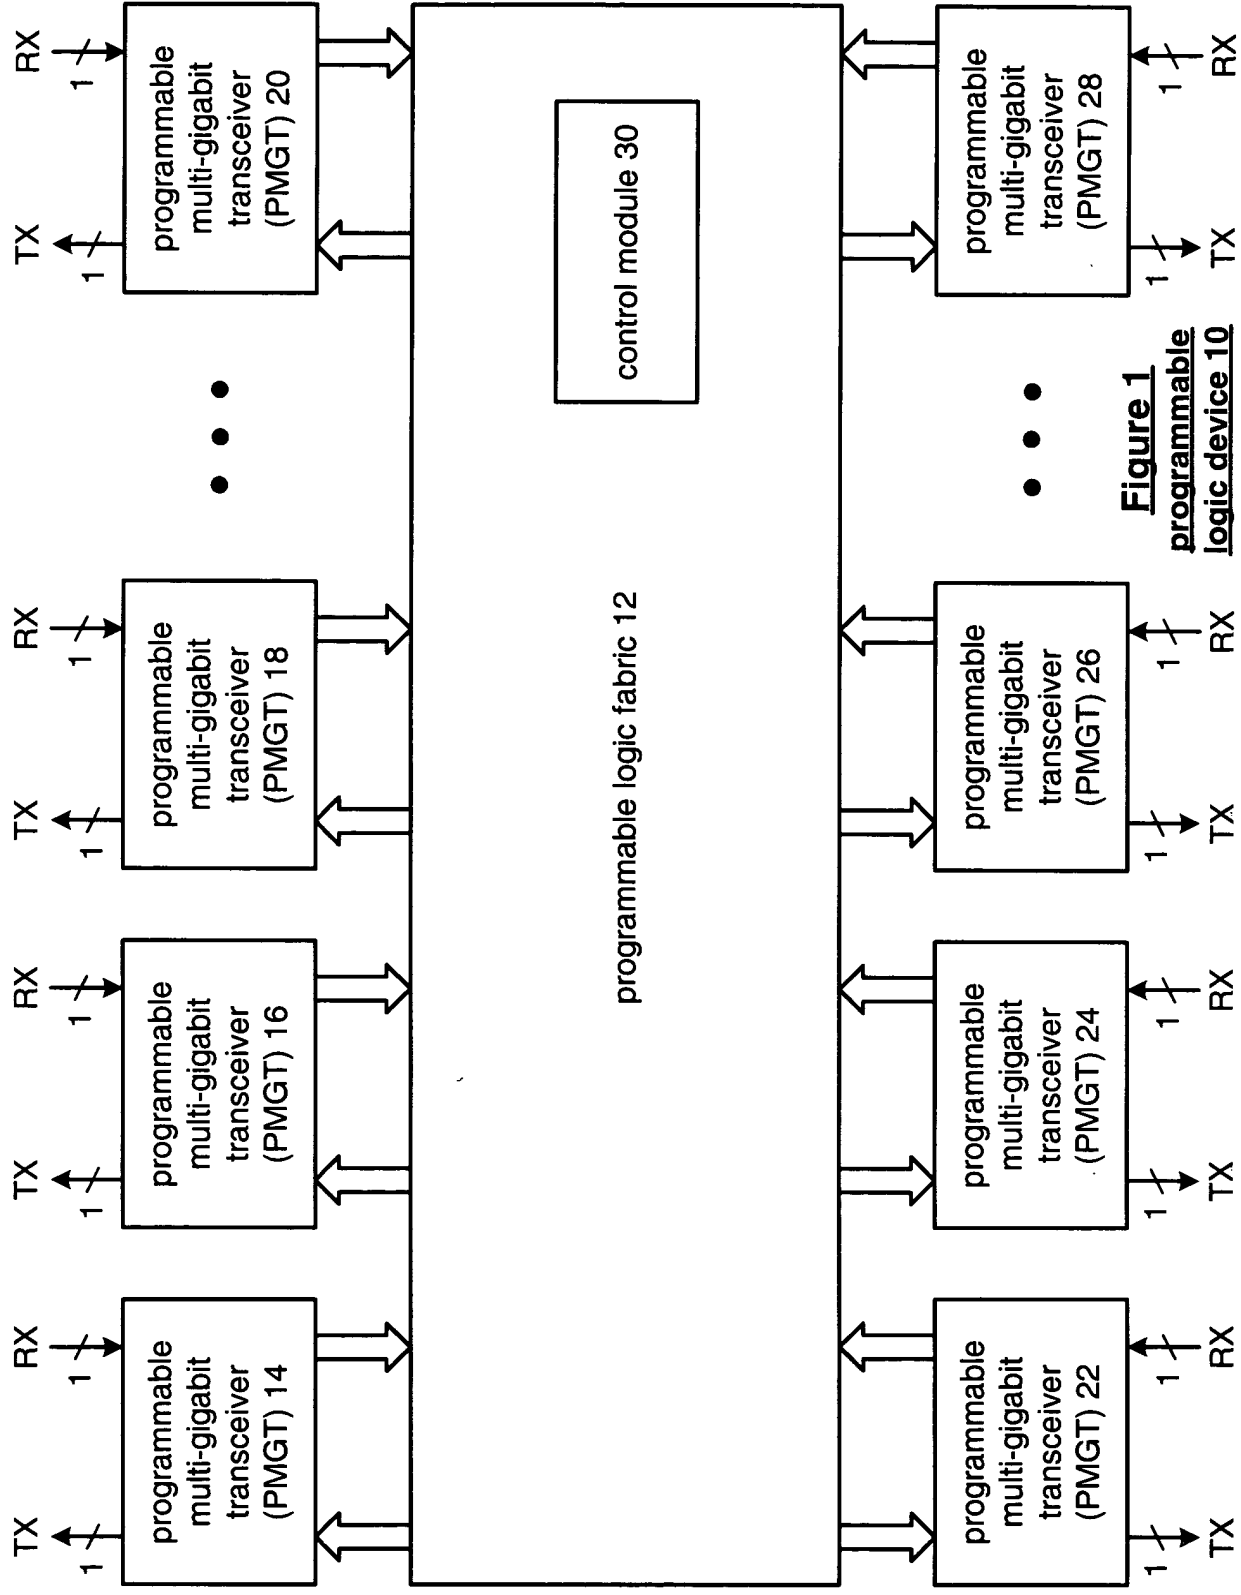 TX
RX
TX
RX
TX
RX
TX
RX
1
1
1
1
1
1
1
1
programmable
multi-gigabit
transceiver
(PMGT) 14
programmable
multi-gigabit
transceiver
(PMGT) 16
programmable
multi-gigabit
transceiver
(PMGT) 18
programmable
multi-gigabit
transceiver
(PMGT) 20
programmable logic fabric 12
control module 30
programmable
multi-gigabit
transceiver
(PMGT) 22
programmable
multi-gigabit
transceiver
(PMGT) 24
programmable
multi-gigabit
transceiver
(PMGT) 26
programmable
multi-gigabit
transceiver
(PMGT) 28
1
1
1
1
1
1
1
1
TX
RX
TX
RX
TX
RX
TX
RX
Figure 1
programmable
logic device 10